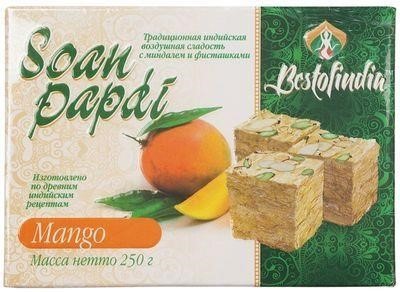 Soan
papdi
Традиционная индийская
воздушная сладость
с миндалем и фисташками
Bestofindia
Изготовлено
по древним
индийским
рецептам
Mango
Масса нетто 250 г